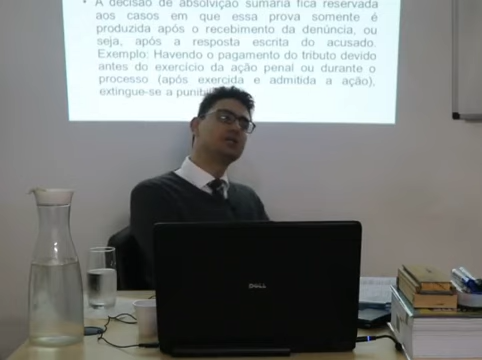 • A decisão de absolvição sumária fica reservada
aos casos em que essa prova somente é
produzida após o recebimento da denúncia, ou
seja, após a resposta escrita do acusado.
Exemplo: Havendo o pagamento do tributo devido
antes do exercício da ação penal ou durante o
processo (após exercida e admitida a ação),
extingue-se a
DELL